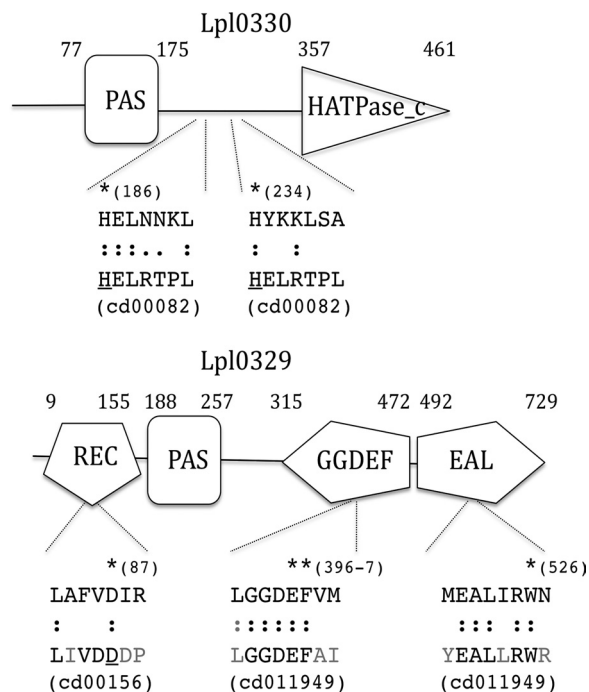 Lpl0330
77 175 357 461
PAS HATPase_c
*(186) *(234)
HELNNKL HYKKLSA
:::.. : : :
HELRTPL HELRTPL
(cd00082) (cd00082)
Lpl0329
9 155 188 257 315 472 492 729
REC PAS GGDEF EAL
*(87) **(396-7) *(526)
LAFVDIR LGGDEFVM MEALIRWN
: : :::::: ::: ::
LIVDDDP LGGDEFAI YEALLRWR
(cd00156) (cd011949) (cd011949)